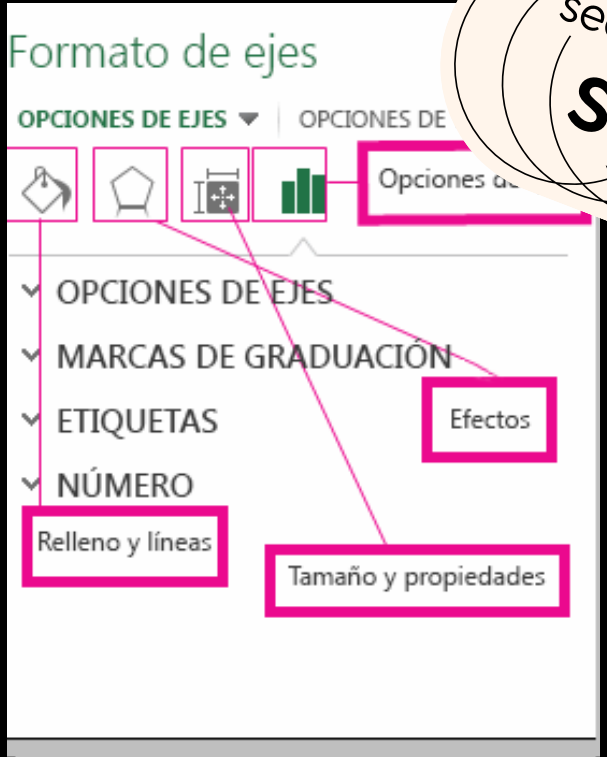 Formato de ejes
OPCIONES DE EJES OPCIONES DE
Opciones
OPCIONES DE EJES
MARCAS DE GRADUACIÓN
Efectos
ETIQUETAS
NÚMERO
Relleno y líneas
Tamaño y propiedades